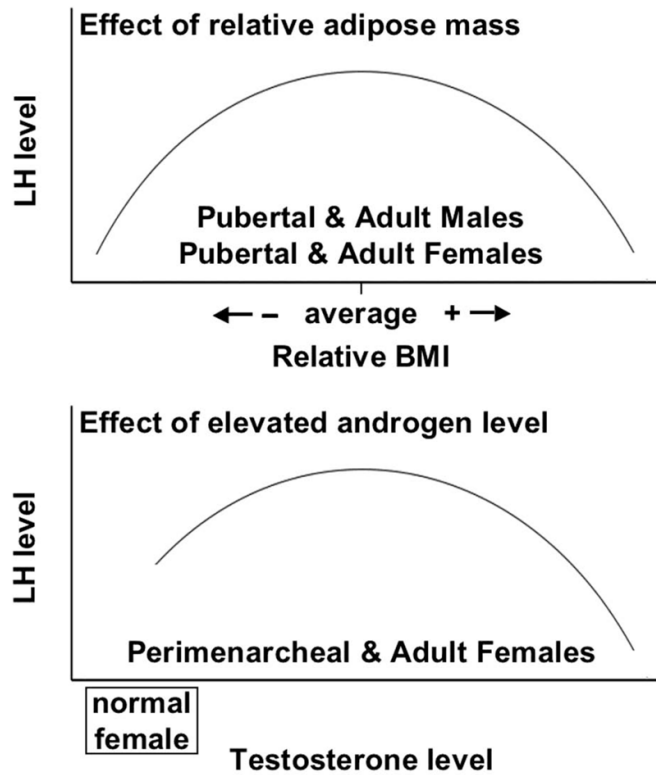 Effect of relative adipose mass
LH level
Pubertal & Adult Males
Pubertal & Adult Females
– average +
Relative BMI
Effect of elevated androgen level
LH level
Perimenarcheal & Adult Females
normal
female
Testosterone level